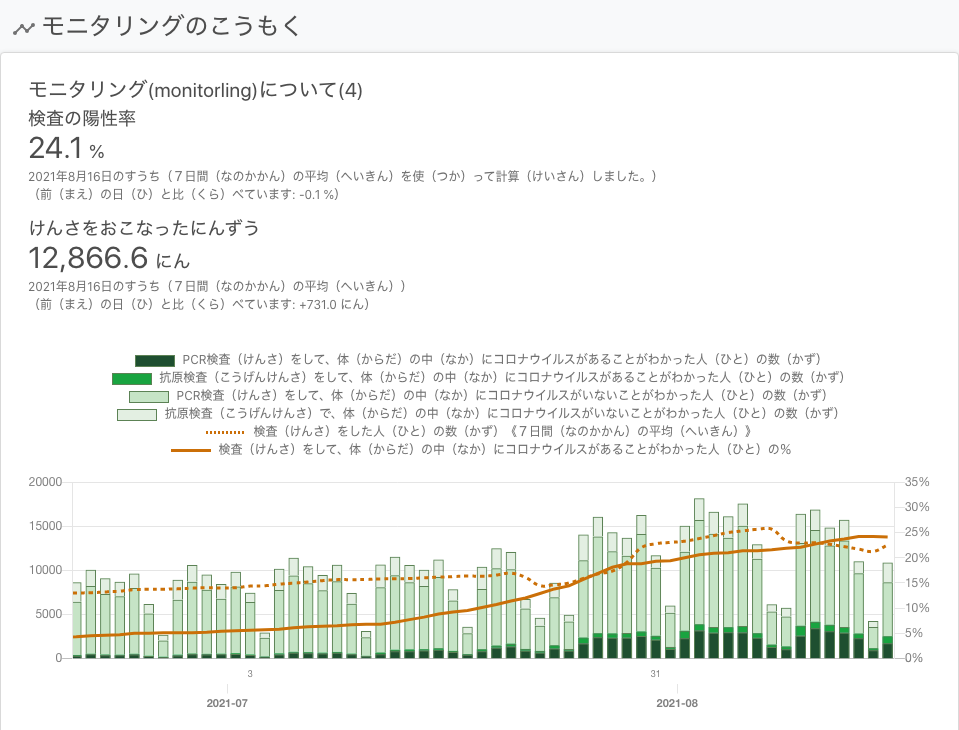 モニタリングのこうもく
モニタリング(monitorling)について(4)
検査の陽性率
24.1 %
2021年8月16日のすうち（７日間（なのかかん）の平均（へいきん）を使（つか）って計算（けいさん）しました。）
（前（まえ）の日（ひ）と比（くら）べています: -0.1 %）
けんさをおこなったにんずう
12,866.6 にん
2021年8月16日のすうち（７日間（なのかかん）の平均（へいきん））
（前（まえ）の日（ひ）と比（くら）べています: +731.0 にん）
PCR検査（けんさ）をして、体（からだ）の中（なか）にコロナウイルスがあることがわかった人（ひと）の数（かず）
抗原検査（こうげんけんさ）をして、体（からだ）の中（なか）にコロナウイルスがあることがわかった人（ひと）の数（かず）
PCR検査（けんさ）をして、体（からだ）の中（なか）にコロナウイルスがいないことがわかった人（ひと）の数（かず）
抗原検査（こうげんけんさ）で、体（からだ）の中（なか）にコロナウイルスがいないことがわかった人（ひと）の数（かず）
検査（けんさ）をした人（ひと）の数（かず）《７日間（なのかかん）の平均（へいきん）》
検査（けんさ）をして、体（からだ）の中（なか）にコロナウイルスがあることがわかった人（ひと）の％
20000 35%
30%
15000 25%
10000 20%
15%
5000 10%
5%
0 0%
3 31
2021-07 2021-08